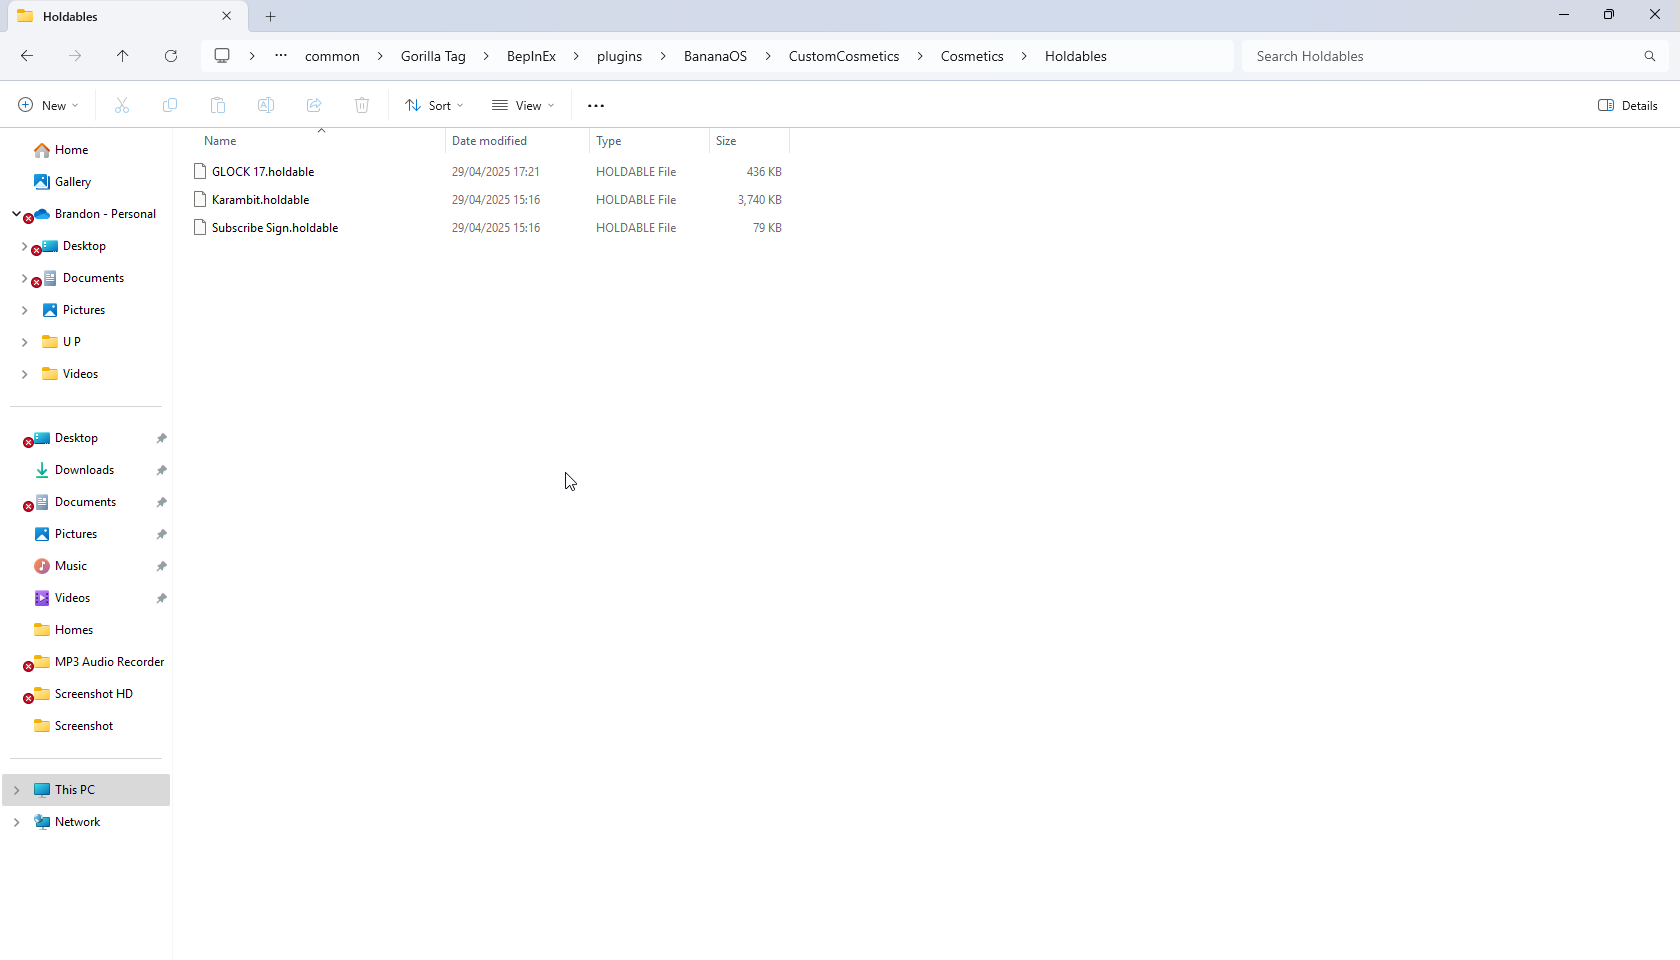 Holdables
common
Gorilla Tag
BepInEx
plugins
BananaOS
CustomCosmetics
Cosmetics
Holdables
Search Holdables
New
Sort
View
Details
Name
Date modified
Type
Size
GLOCK 17.holdable
29/04/2025 17:21
HOLDABLE File
436 KB
Karambit.holdable
29/04/2025 15:16
HOLDABLE File
3,740 KB
Subscribe Sign.holdable
29/04/2025 15:16
HOLDABLE File
79 KB
Home
Gallery
Brandon - Personal
Desktop
Documents
Pictures
U P
Videos
Desktop
Downloads
Documents
Pictures
Music
Videos
Homes
MP3 Audio Recorder
Screenshot HD
Screenshot
This PC
Network